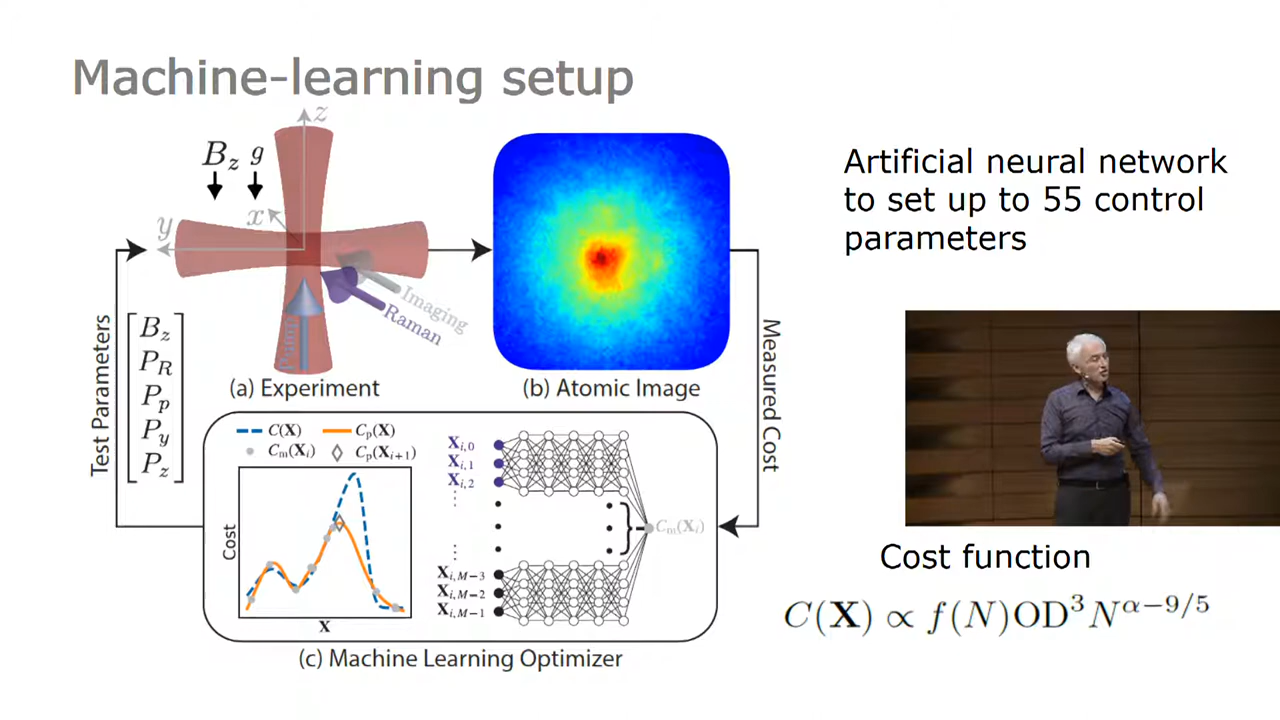 Machine-learning setup
B_z g
z
x
y
Imaging
Raman
Pump
(a) Experiment
(b) Atomic Image
Test Parameters
B_z
P_R
P_p
P_y
P_z
Measured Cost
C(X)
C_p(X)
C_m(X_i)
C_p(X_{i+1})
Cost
X
X_{i,0}
X_{i,1}
X_{i,2}
X_{i,M−3}
X_{i,M−2}
X_{i,M−1}
C_m(X_i)
(c) Machine Learning Optimizer
Artificial neural network
to set up to 55 control
parameters
Cost function
C(X) ∝ f(N)OD³N^{α−9/5}